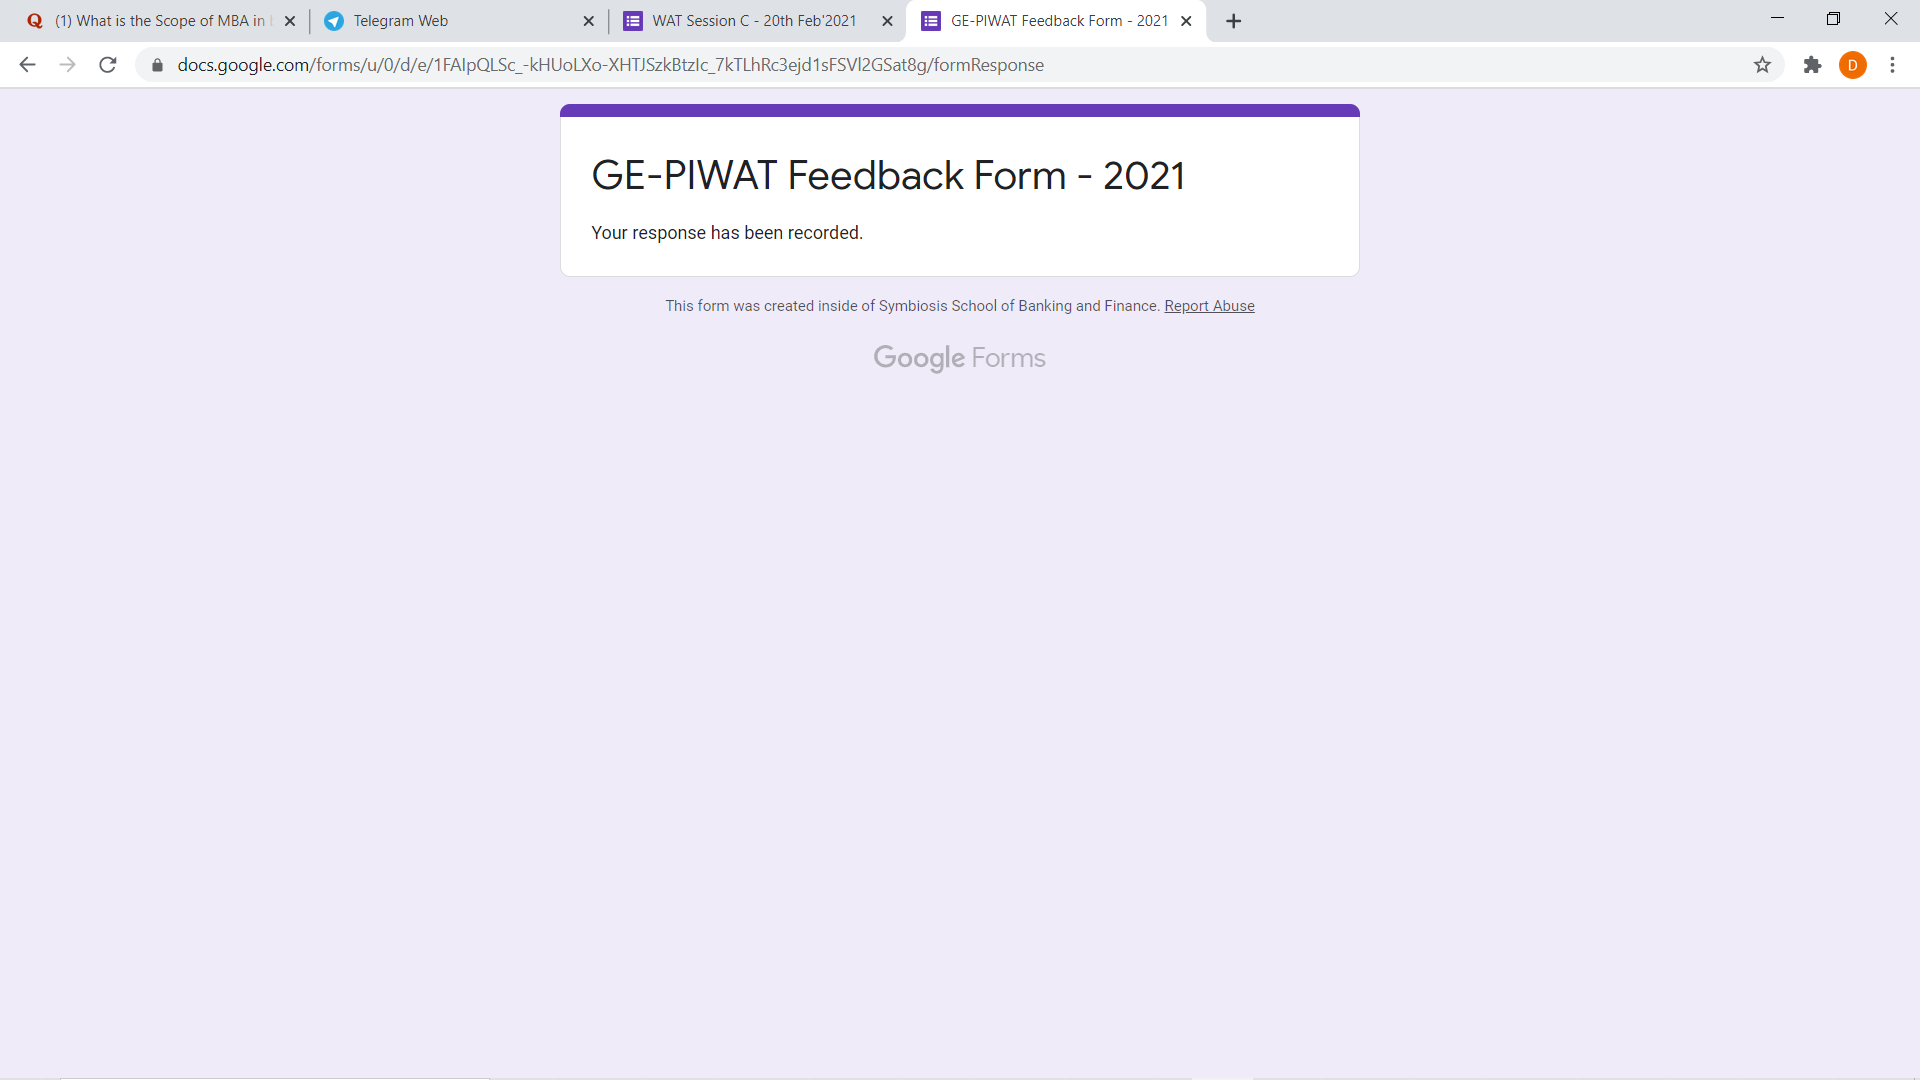 (1) What is the Scope of MBA in
Telegram Web
WAT Session C - 20th Feb'2021
GE-PIWAT Feedback Form - 2021
docs.google.com/forms/u/0/d/e/1FAIpQLSc_-kHUoLXo-XHTJSzkBtzIc_7kTLhRc3ejd1sFSVl2GSat8g/formResponse
D
GE-PIWAT Feedback Form - 2021
Your response has been recorded.
This form was created inside of Symbiosis School of Banking and Finance. Report Abuse
Google Forms